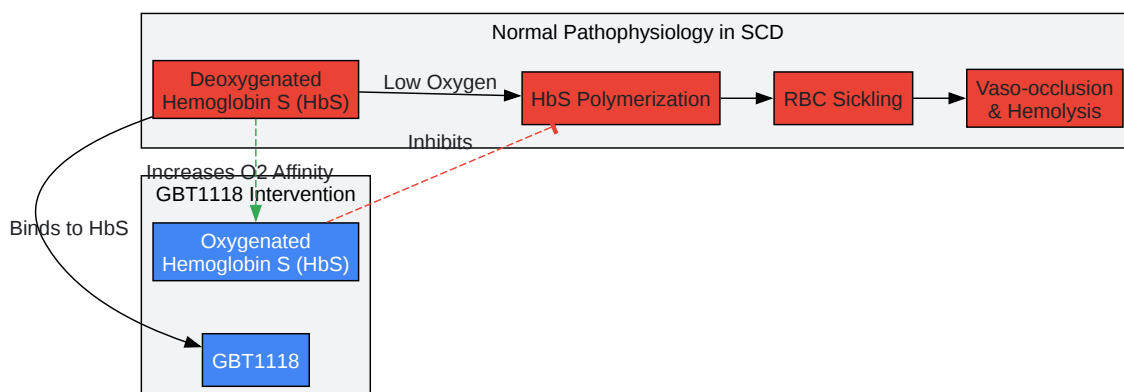 Normal Pathophysiology in SCD
Deoxygenated
Hemoglobin S (HbS)
Low Oxygen
HbS Polymerization
RBC Sickling
Vaso-occlusion
& Hemolysis
Inhibits
Increases O2 Affinity
GBT1118 Intervention
Binds to HbS
Oxygenated
Hemoglobin S (HbS)
GBT1118